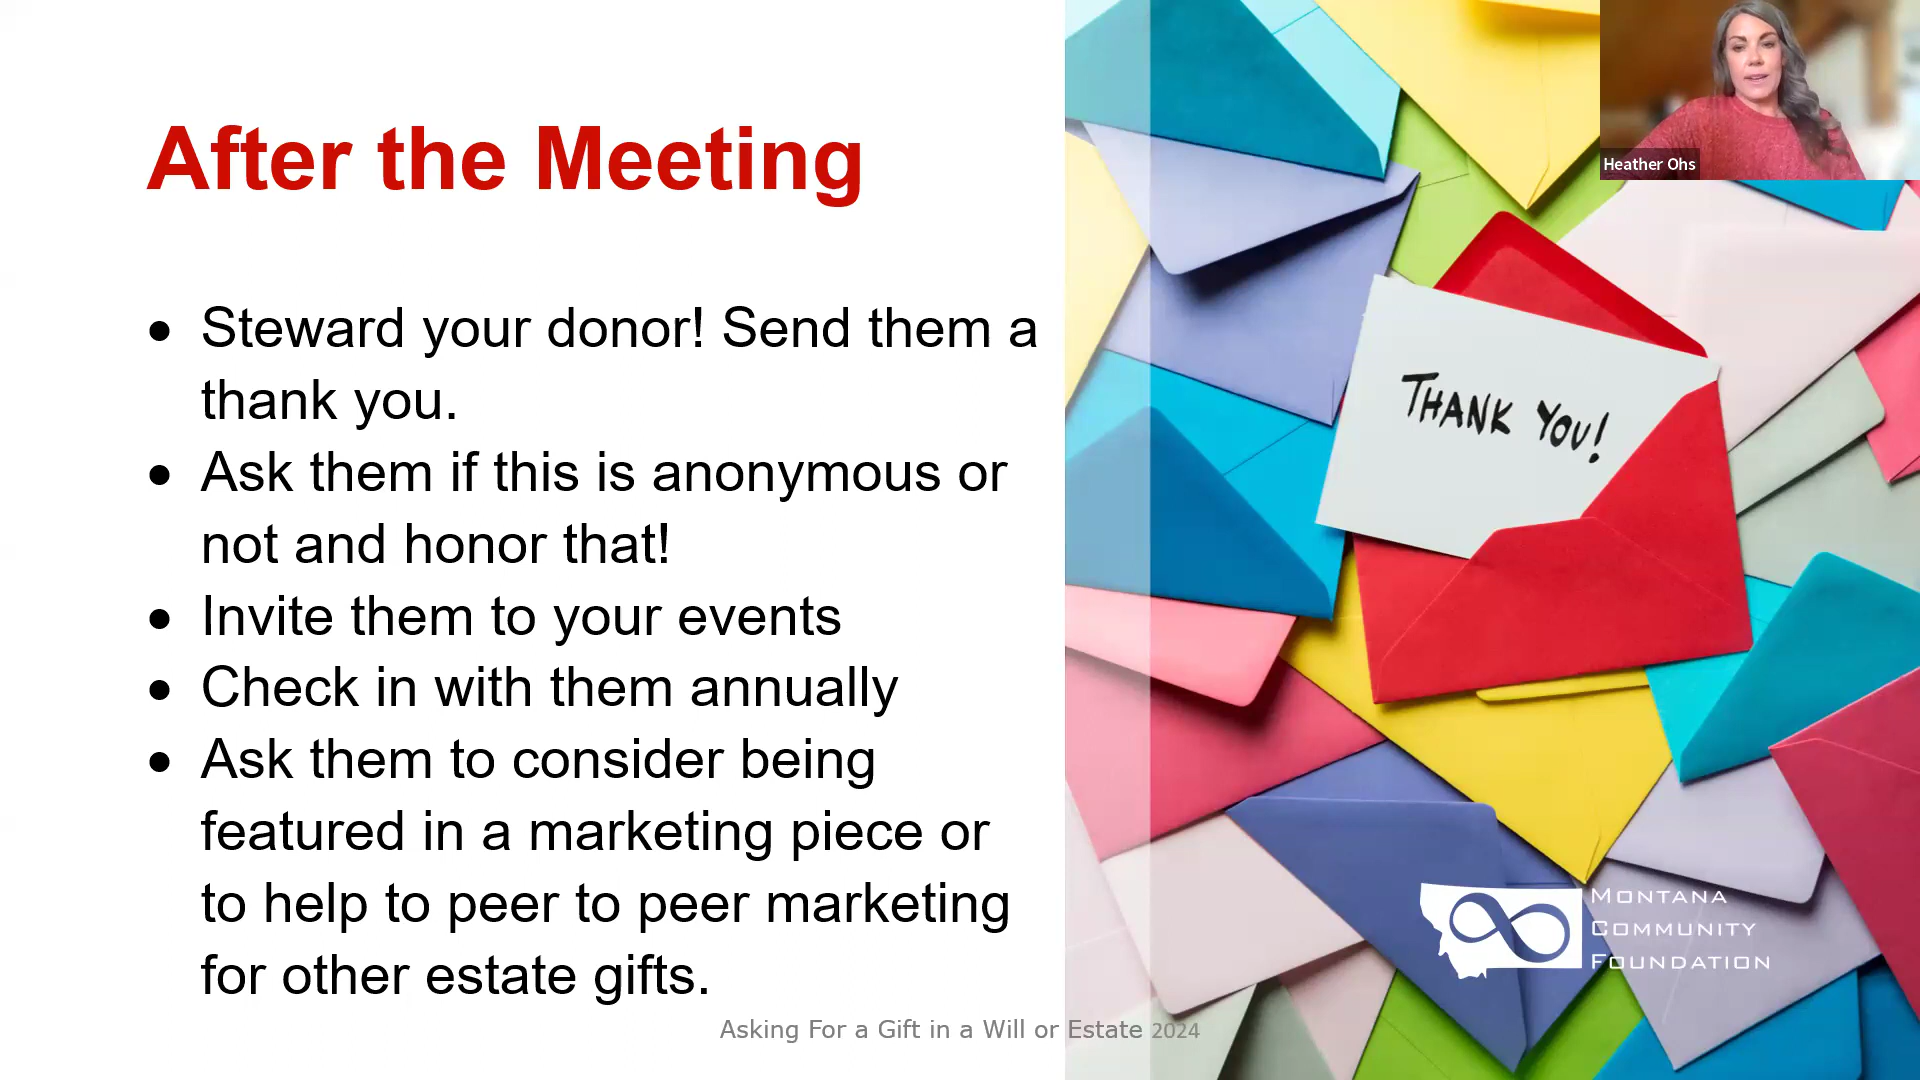 After the Meeting
● Steward your donor! Send them a
thank you.
● Ask them if this is anonymous or
not and honor that!
● Invite them to your events
● Check in with them annually
● Ask them to consider being
featured in a marketing piece or
to help to peer to peer marketing
for other estate gifts.
Heather Ohs
THANK YOU!
MONTANA
COMMUNITY
FOUNDATION
Asking For a Gift in a Will or Estate 2024